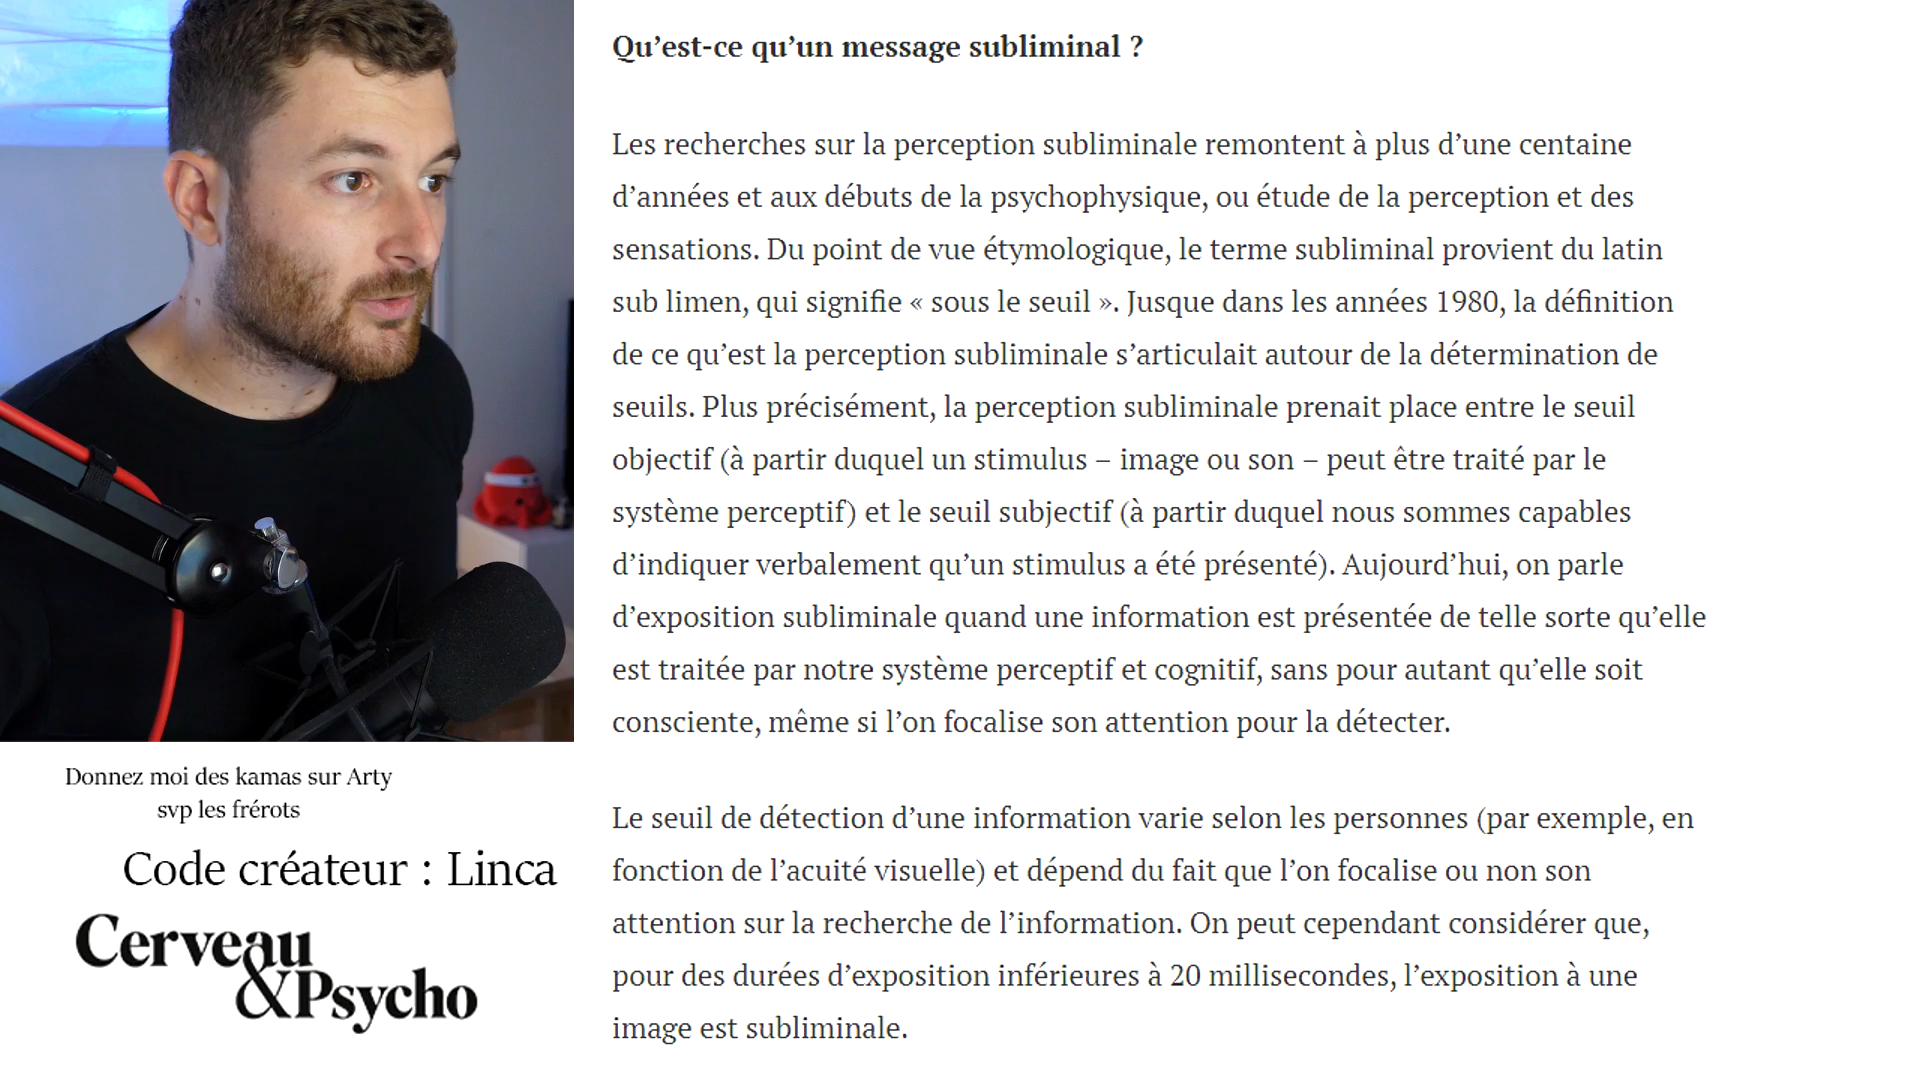 Qu’est-ce qu’un message subliminal ?
Les recherches sur la perception subliminale remontent à plus d’une centaine
d’années et aux débuts de la psychophysique, ou étude de la perception et des
sensations. Du point de vue étymologique, le terme subliminal provient du latin
sub limen, qui signifie « sous le seuil ». Jusque dans les années 1980, la définition
de ce qu’est la perception subliminale s’articulait autour de la détermination de
seuils. Plus précisément, la perception subliminale prenait place entre le seuil
objectif (à partir duquel un stimulus – image ou son – peut être traité par le
système perceptif) et le seuil subjectif (à partir duquel nous sommes capables
d’indiquer verbalement qu’un stimulus a été présenté). Aujourd’hui, on parle
d’exposition subliminale quand une information est présentée de telle sorte qu’elle
est traitée par notre système perceptif et cognitif, sans pour autant qu’elle soit
consciente, même si l’on focalise son attention pour la détecter.
Le seuil de détection d’une information varie selon les personnes (par exemple, en
fonction de l’acuité visuelle) et dépend du fait que l’on focalise ou non son
attention sur la recherche de l’information. On peut cependant considérer que,
pour des durées d’exposition inférieures à 20 millisecondes, l’exposition à une
image est subliminale.
Donnez moi des kamas sur Arty
svp les frérots
Code créateur : Linca
Cerveau
&Psycho